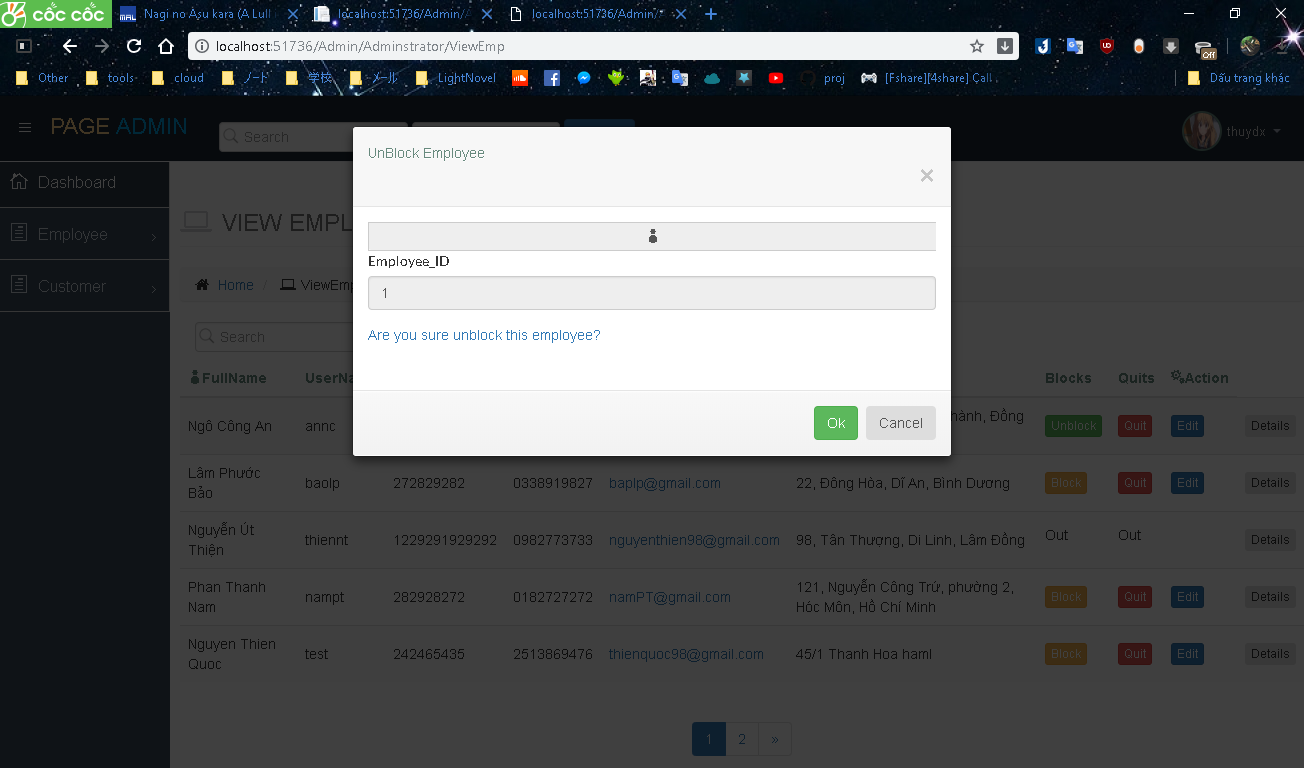 cốc cốc
MAL Nagi no Asu kara (A Lull
localhost:51736/Admin/
localhost:51736/Admin/
localhost:51736/Admin/Adminstrator/ViewEmp
Off
Other
tools
cloud
ノード
学校
メール
LightNovel
proj
[Fshare][4share] Call
Dấu trang khác
PAGE ADMIN
Search
thuydx
Dashboard
Employee
Customer
UnBlock Employee
×
Employee_ID
1
Are you sure unblock this employee?
Ok
Cancel
VIEW EMPL
Home / ViewEmp
Search
FullName UserNa Blocks Quits Action
Ngô Công An annc hành, Đồng Unblock Quit Edit Details
Lâm Phước
Bảo baolp 272829282 0338919827 baplp@gmail.com 22, Đông Hòa, Dĩ An, Bình Dương Block Quit Edit Details
Nguyễn Út
Thiện thiennt 1229291929292 0982773733 nguyenthien98@gmail.com 98, Tân Thượng, Di Linh, Lâm Đồng Out Out Details
Phan Thanh
Nam nampt 282928272 0182727272 namPT@gmail.com 121, Nguyễn Công Trứ, phường 2,
Hóc Môn, Hồ Chí Minh Block Quit Edit Details
Nguyen Thien
Quoc test 242465435 2513869476 thienquoc98@gmail.com 45/1 Thanh Hoa haml Block Quit Edit Details
1 2 »